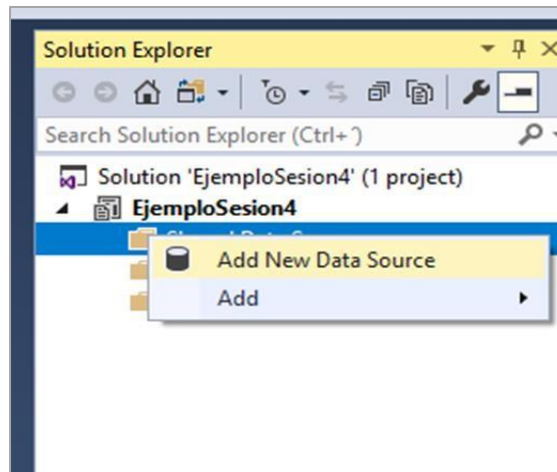 Solution Explorer
Search Solution Explorer (Ctrl+´)
Solution 'EjemploSesion4' (1 project)
EjemploSesion4
Add New Data Source
Add